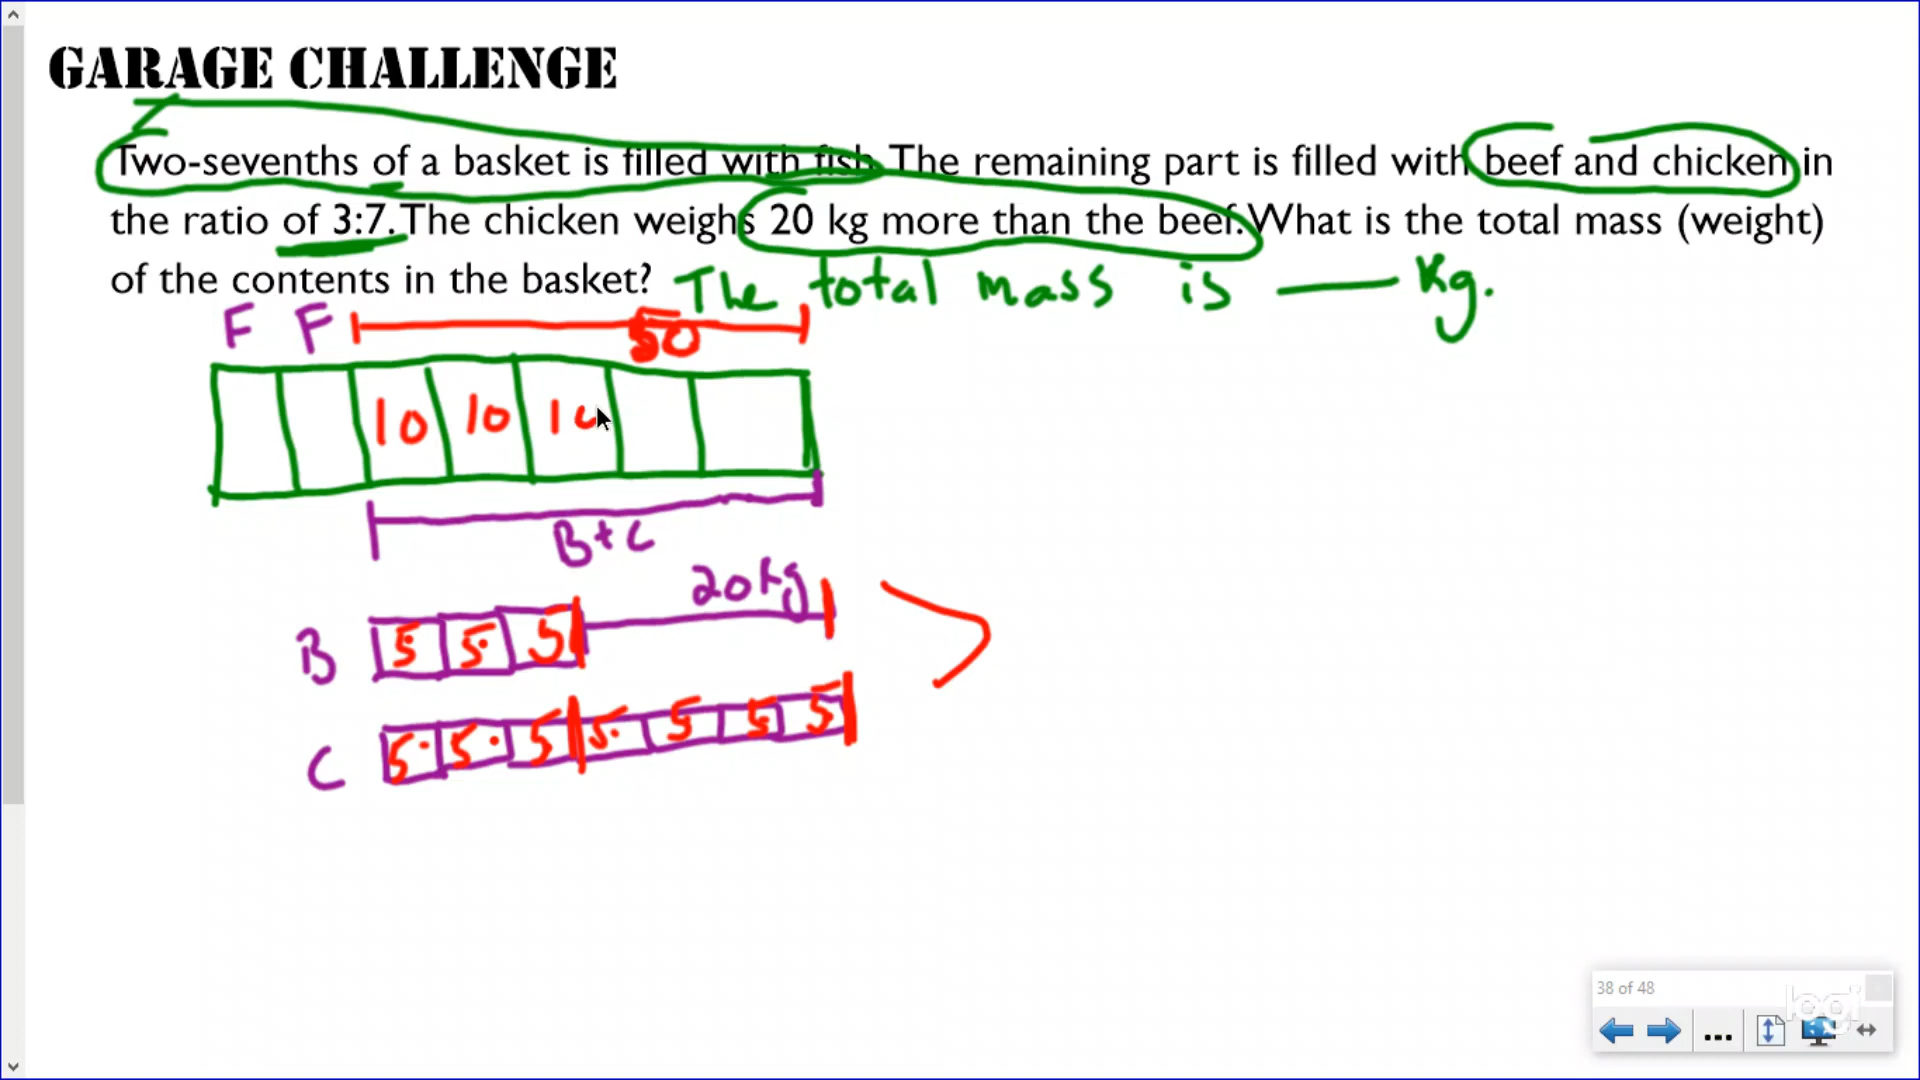 GARAGE CHALLENGE
Two-sevenths of a basket is filled with fish. The remaining part is filled with beef and chicken in
the ratio of 3:7. The chicken weighs 20 kg more than the beef. What is the total mass (weight)
of the contents in the basket? The total mass is ___ kg.
F F 50
10 10 10
B+C
20kg
B 5 5 5
C 5 5 5 5 5 5 5
38 of 48
logi
...